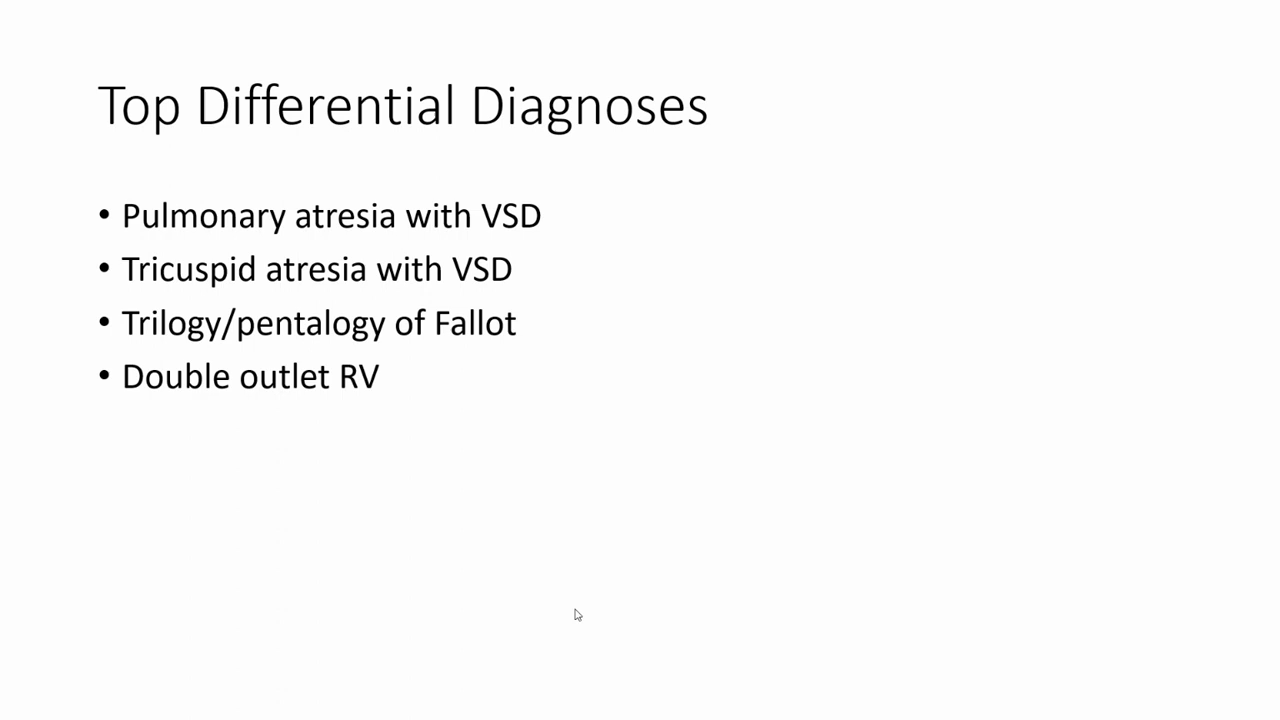 Top Differential Diagnoses
• Pulmonary atresia with VSD
• Tricuspid atresia with VSD
• Trilogy/pentalogy of Fallot
• Double outlet RV